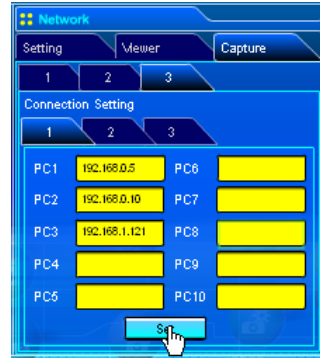 Network
Setting Viewer Capture
1 2 3
Connection Setting
1 2 3
PC1 192.168.0.5 PC6
PC2 192.168.0.10 PC7
PC3 192.168.1.121 PC8
PC4 PC9
PC5 PC10